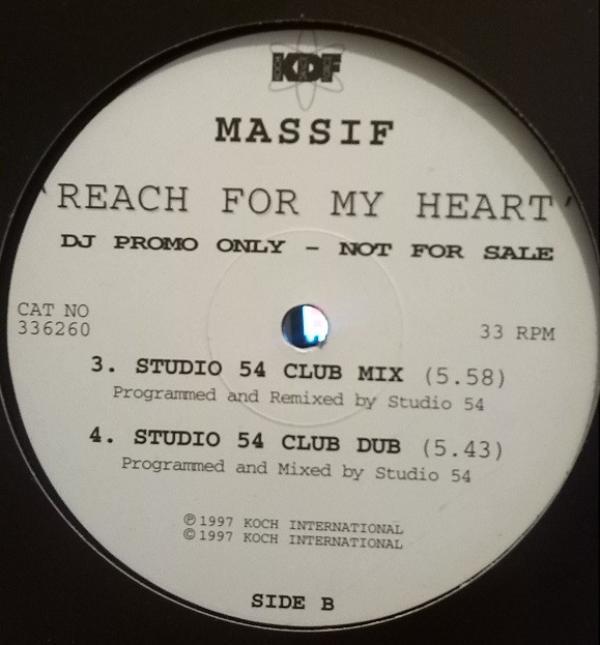 KDF
MASSIF
'REACH FOR MY HEART'
DJ PROMO ONLY - NOT FOR SALE
CAT NO
336260
33 RPM
3. STUDIO 54 CLUB MIX (5.58)
Programmed and Remixed by Studio 54
4. STUDIO 54 CLUB DUB (5.43)
Programmed and Mixed by Studio 54
℗1997 KOCH INTERNATIONAL
©1997 KOCH INTERNATIONAL
SIDE B